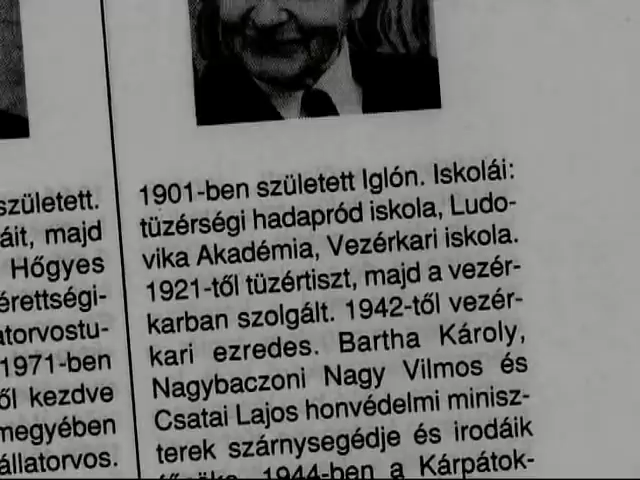 született.
áit, majd
Hőgyes
érettségi-
atorvostu-
1971-ben
ől kezdve
megyében
állatorvos.
1901-ben született Iglón. Iskolái:
tüzérségi hadapród iskola, Ludo-
vika Akadémia, Vezérkari iskola.
1921-től tüzértiszt, majd a vezér-
karban szolgált. 1942-től vezér-
kari ezredes. Bartha Károly,
Nagybaczoni Nagy Vilmos és
Csatai Lajos honvédelmi minisz-
terek szárnysegédje és irodáik
1944-ben a Kárpátok-